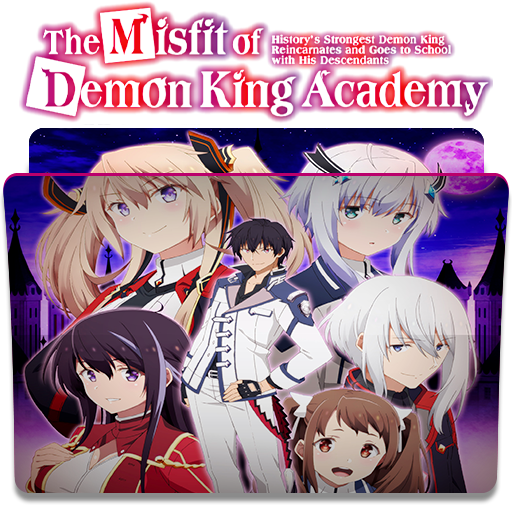 The Misfit of
History's Strongest Demon King
Reincarnates and Goes to School
with His Descendants
Demon King Academy